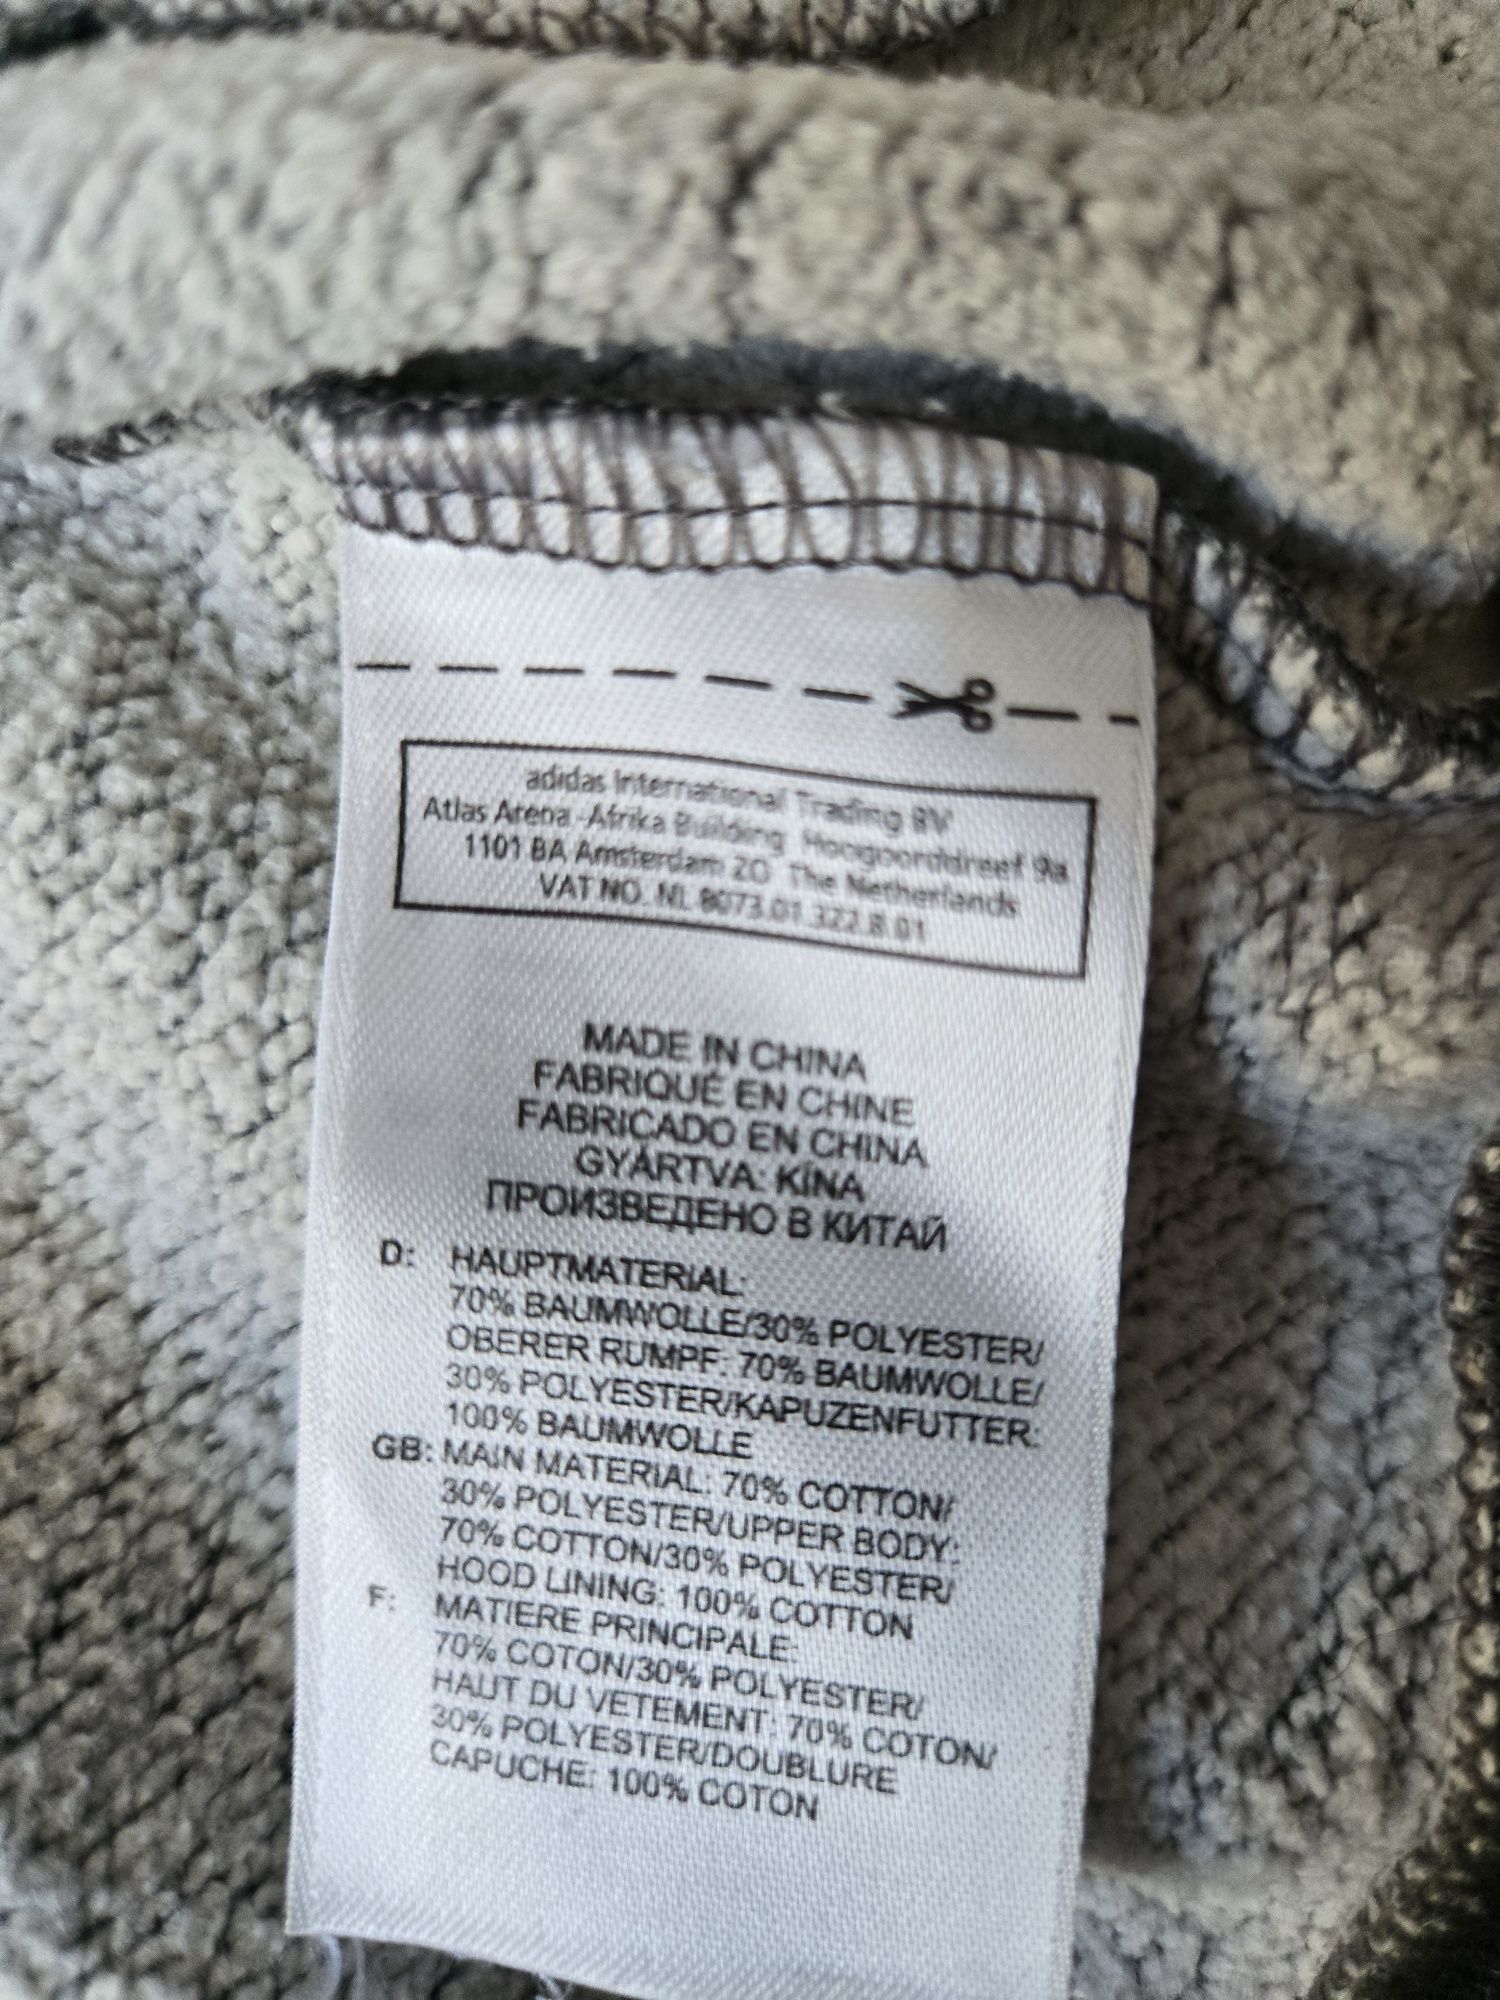 adidas International Trading BV
Atlas Arena -Afrika Building Hoogoorddreef 9a
1101 BA Amsterdam ZO The Netherlands
VAT NO. NL 8073.01.322.B.01
MADE IN CHINA
FABRIQUÉ EN CHINE
FABRICADO EN CHINA
GYÁRTVA: KÍNA
ПРОИЗВЕДЕНО В КИТАЙ
D: HAUPTMATERIAL:
70% BAUMWOLLE/30% POLYESTER/
OBERER RUMPF: 70% BAUMWOLLE/
30% POLYESTER/KAPUZENFUTTER:
100% BAUMWOLLE
GB: MAIN MATERIAL: 70% COTTON/
30% POLYESTER/UPPER BODY:
70% COTTON/30% POLYESTER/
HOOD LINING: 100% COTTON
F: MATIERE PRINCIPALE:
70% COTON/30% POLYESTER/
HAUT DU VETEMENT: 70% COTON/
30% POLYESTER/DOUBLURE
CAPUCHE: 100% COTON